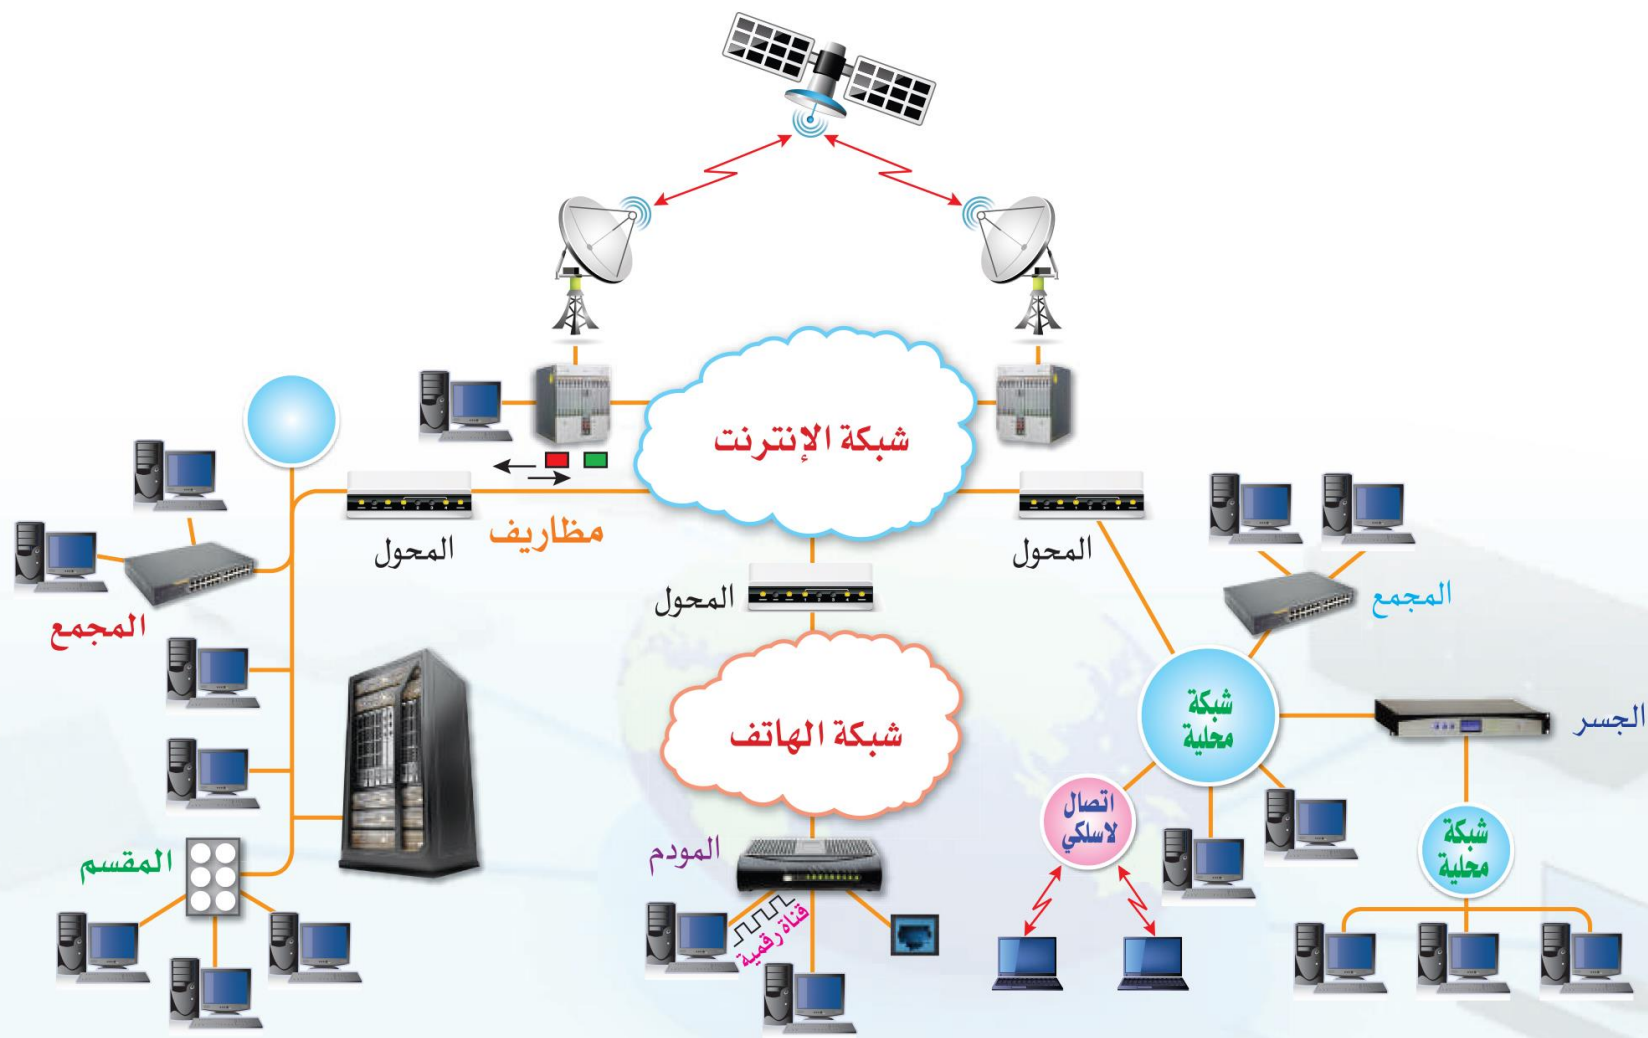 شبكة الإنترنت
مظاريف
المحول
المحول
المحول
المجمع
المجمع
شبكة
محلية
الجسر
شبكة الهاتف
اتصال
لاسلكي
شبكة
محلية
المودم
قناة رقمية
المقسم